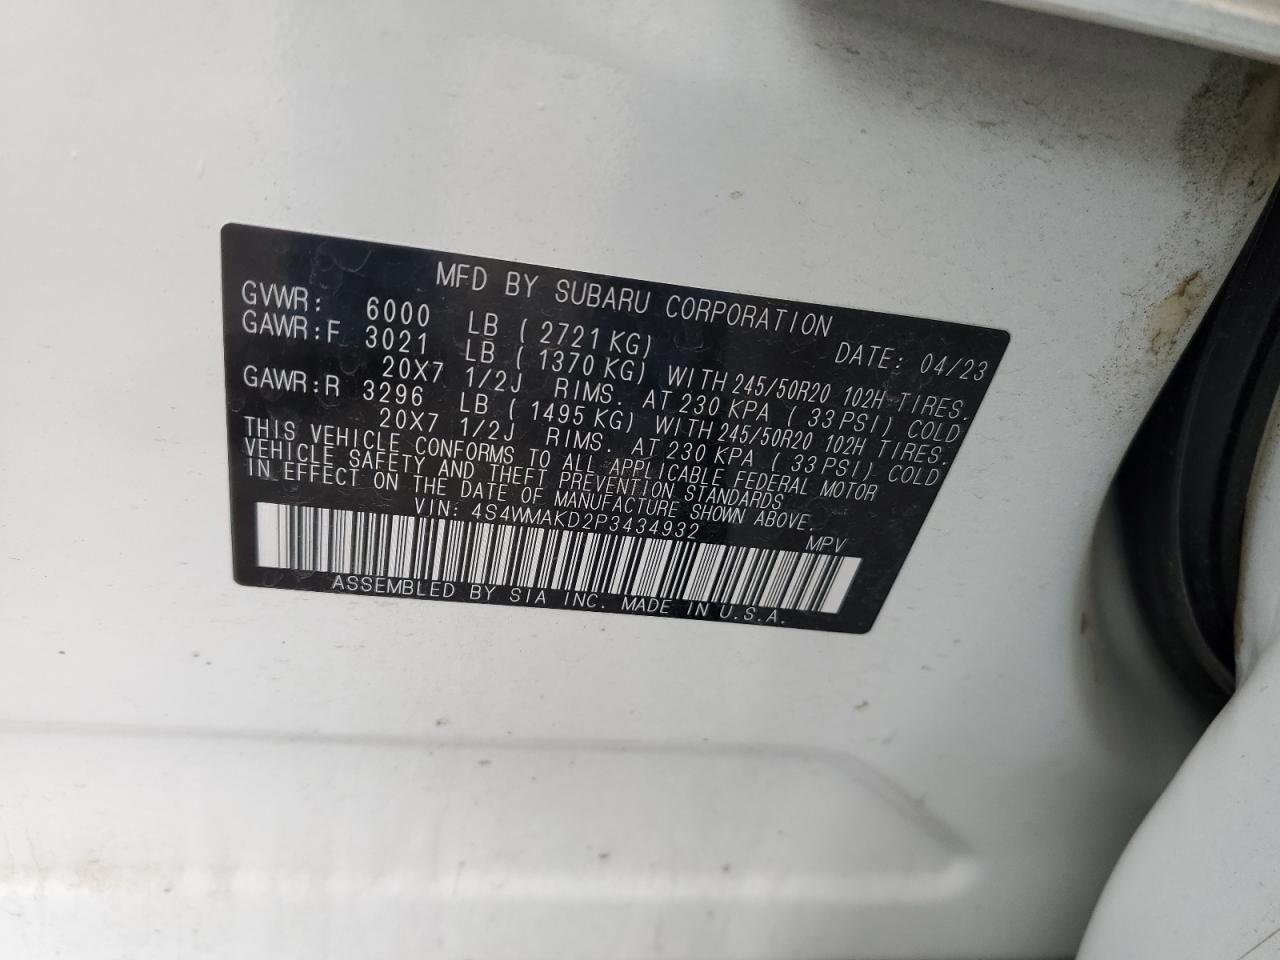 MFD BY SUBARU CORPORATION
DATE: 04/23
GVWR: 6000 LB ( 2721 KG)
GAWR:F 3021 LB ( 1370 KG) WITH 245/50R20 102H TIRES.
20X7 1/2J RIMS. AT 230 KPA ( 33 PSI) COLD
GAWR:R 3296 LB ( 1495 KG) WITH 245/50R20 102H TIRES.
20X7 1/2J RIMS. AT 230 KPA ( 33 PSI) COLD
THIS VEHICLE CONFORMS TO ALL APPLICABLE FEDERAL MOTOR
VEHICLE SAFETY AND THEFT PREVENTION STANDARDS
IN EFFECT ON THE DATE OF MANUFACTURE SHOWN ABOVE.
VIN: 4S4WMAKD2P3434932
MPV
ASSEMBLED BY SIA INC. MADE IN U.S.A.